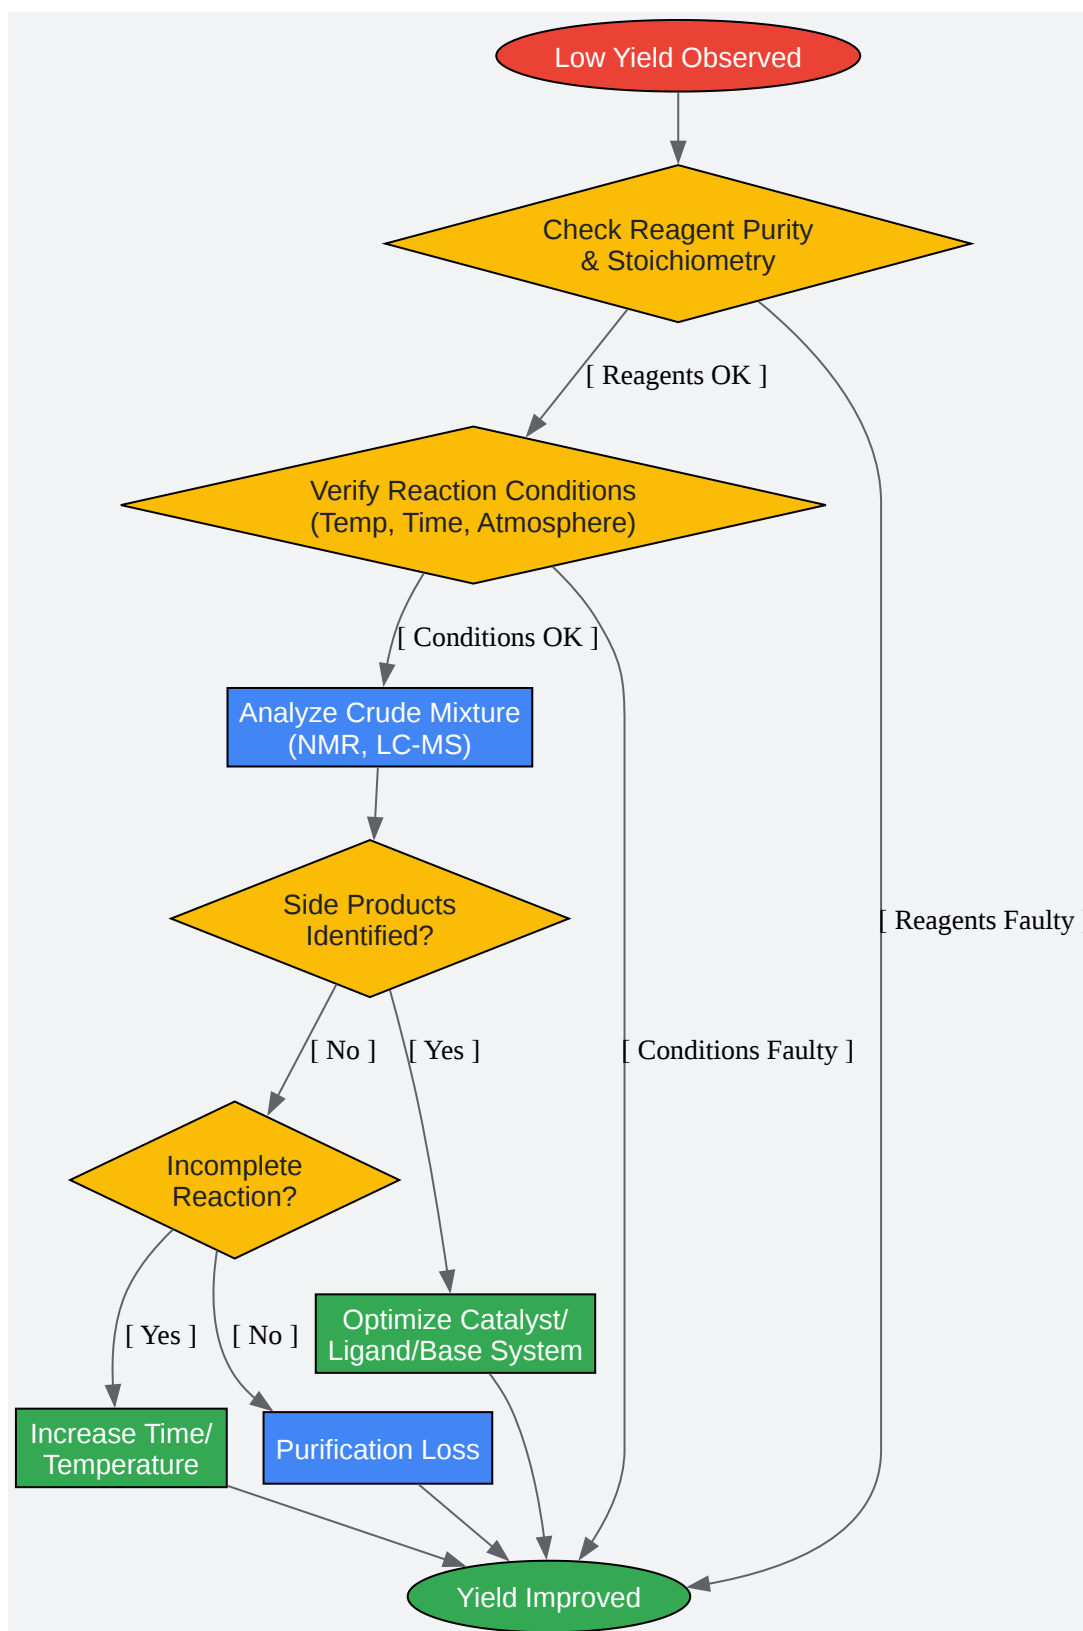 Low Yield Observed
Check Reagent Purity
& Stoichiometry
[ Reagents OK ]
Verify Reaction Conditions
(Temp, Time, Atmosphere)
[ Conditions OK ]
Analyze Crude Mixture
(NMR, LC-MS)
Side Products
Identified?
[ Reagents Faulty ]
[ No ]
[ Yes ]
[ Conditions Faulty ]
Incomplete
Reaction?
[ Yes ]
[ No ]
Optimize Catalyst/
Ligand/Base System
Increase Time/
Temperature
Purification Loss
Yield Improved